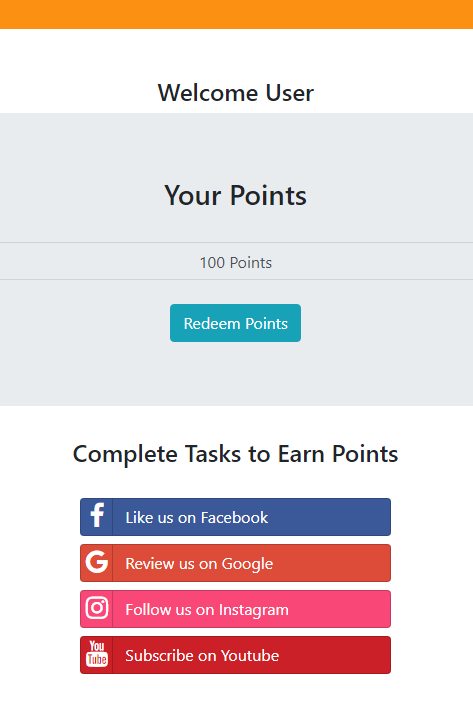 Welcome User
Your Points
100 Points
Redeem Points
Complete Tasks to Earn Points
f Like us on Facebook
G Review us on Google
Follow us on Instagram
You
Tube
Subscribe on Youtube